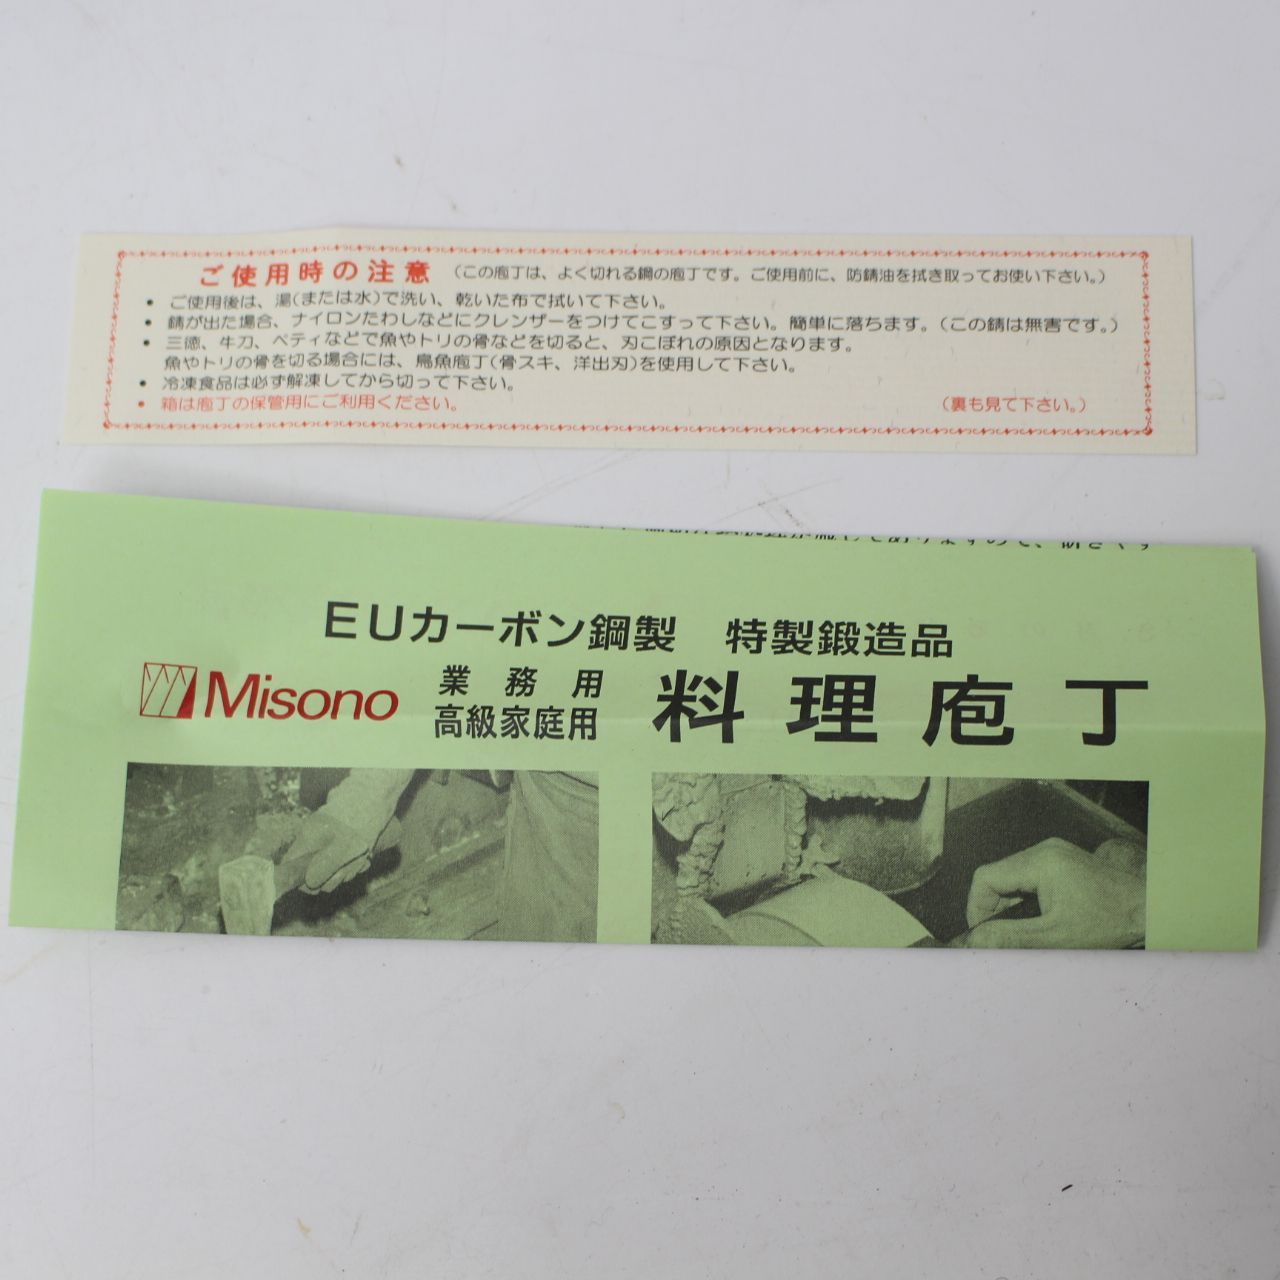 ご使用時の注意 (この庖丁は、よく切れる鋼の庖丁です。ご使用前に、防錆油を拭き取ってお使い下さい。)
• ご使用後は、湯(または水)で洗い、乾いた布で拭いて下さい。
• 錆が出た場合、ナイロンたわしなどにクレンザーをつけてこすって下さい。簡単に落ちます。(この錆は無害です。)
• 三徳、牛刀、ペティなどで魚やトリの骨などを切ると、刃こぼれの原因となります。
魚やトリの骨を切る場合には、鳥魚庖丁(骨スキ、洋出刃)を使用して下さい。
• 冷凍食品は必ず解凍してから切って下さい。
• 箱は庖丁の保管用にご利用ください。 (裏も見て下さい。)
EUカーボン鋼製 特製鍛造品
Misono 業務用 高級家庭用 料理庖丁